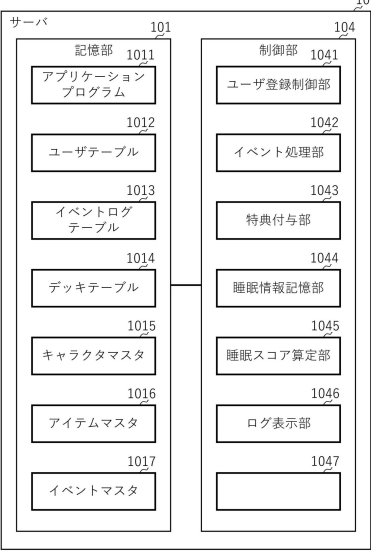 10
サーバ
101
記憶部
1011
アプリケーション
プログラム
1012
ユーザテーブル
1013
イベントログ
テーブル
1014
デッキテーブル
1015
キャラクタマスタ
1016
アイテムマスタ
1017
イベントマスタ
104
制御部
1041
ユーザ登録制御部
1042
イベント処理部
1043
特典付与部
1044
睡眠情報記憶部
1045
睡眠スコア算定部
1046
ログ表示部
1047